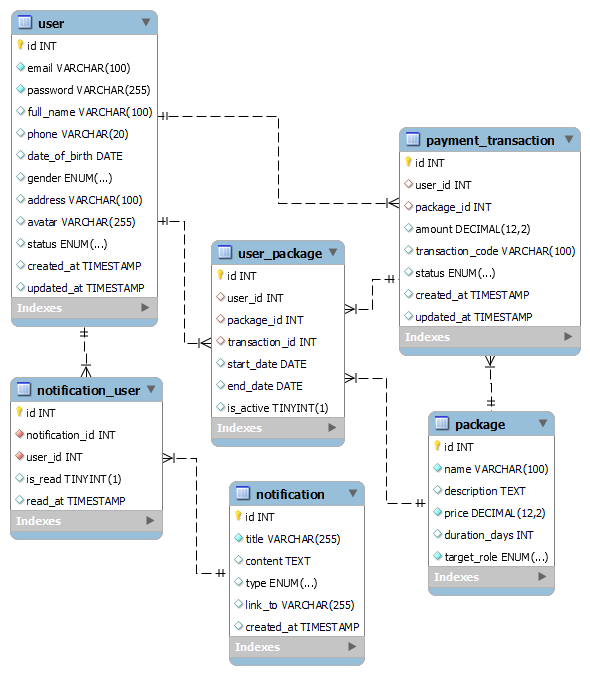 user
id INT
email VARCHAR(100)
password VARCHAR(255)
full_name VARCHAR(100)
phone VARCHAR(20)
date_of_birth DATE
gender ENUM(...)
address VARCHAR(100)
avatar VARCHAR(255)
status ENUM(...)
created_at TIMESTAMP
updated_at TIMESTAMP
Indexes
payment_transaction
id INT
user_id INT
package_id INT
amount DECIMAL(12,2)
transaction_code VARCHAR(100)
status ENUM(...)
created_at TIMESTAMP
updated_at TIMESTAMP
Indexes
user_package
id INT
user_id INT
package_id INT
transaction_id INT
start_date DATE
end_date DATE
is_active TINYINT(1)
Indexes
notification_user
id INT
notification_id INT
user_id INT
is_read TINYINT(1)
read_at TIMESTAMP
Indexes
package
id INT
name VARCHAR(100)
description TEXT
price DECIMAL(12,2)
duration_days INT
target_role ENUM(...)
Indexes
notification
id INT
title VARCHAR(255)
content TEXT
type ENUM(...)
link_to VARCHAR(255)
created_at TIMESTAMP
Indexes